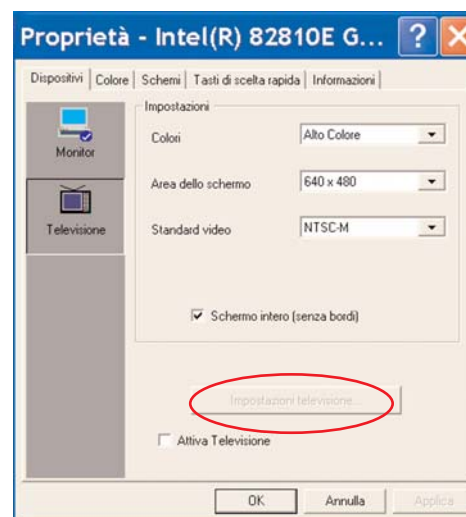 Proprietà - Intel(R) 82810E G...
Dispositivi Colore Schemi Tasti di scelta rapida Informazioni
Impostazioni
Monitor
Colori Alto Colore
Area dello schermo 640 x 480
Televisione
Standard video NTSC-M
Schermo intero (senza bordi)
Impostazioni televisione...
Attiva Televisione
OK Annulla Applica